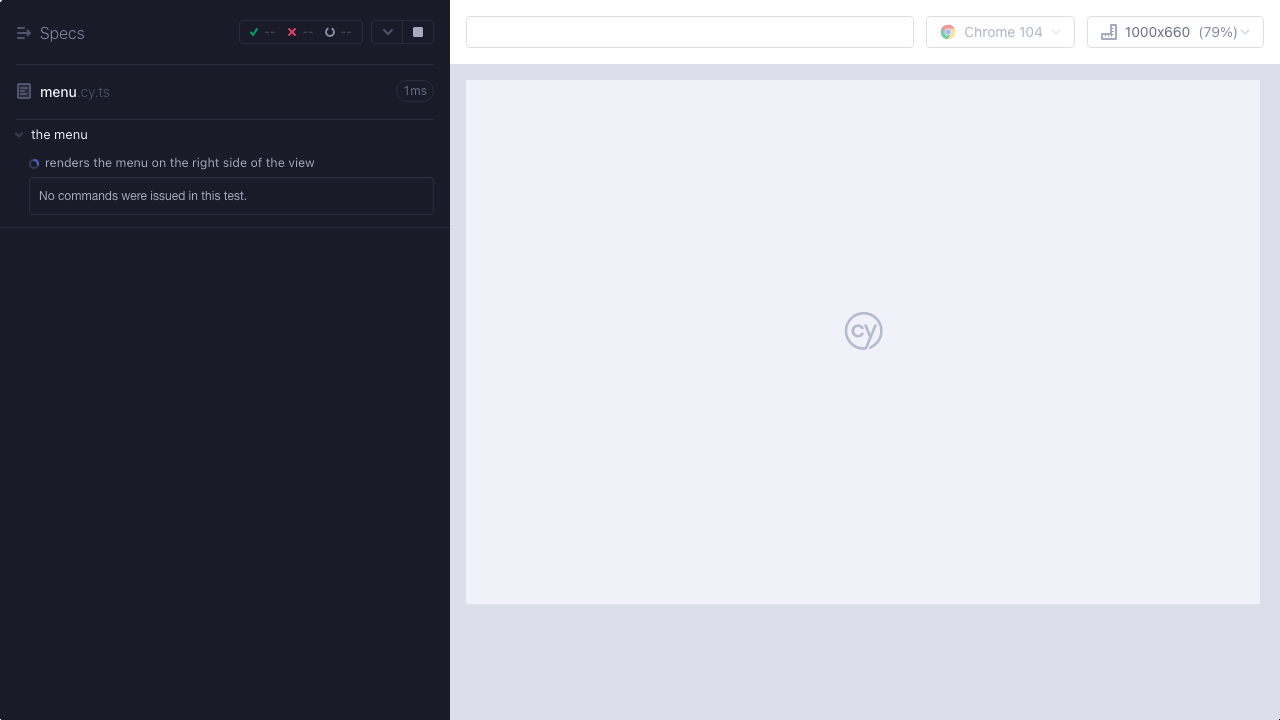 Specs
--
--
--
menu.cy.ts
1ms
the menu
renders the menu on the right side of the view
No commands were issued in this test.
Chrome 104
1000x660 (79%)
cy